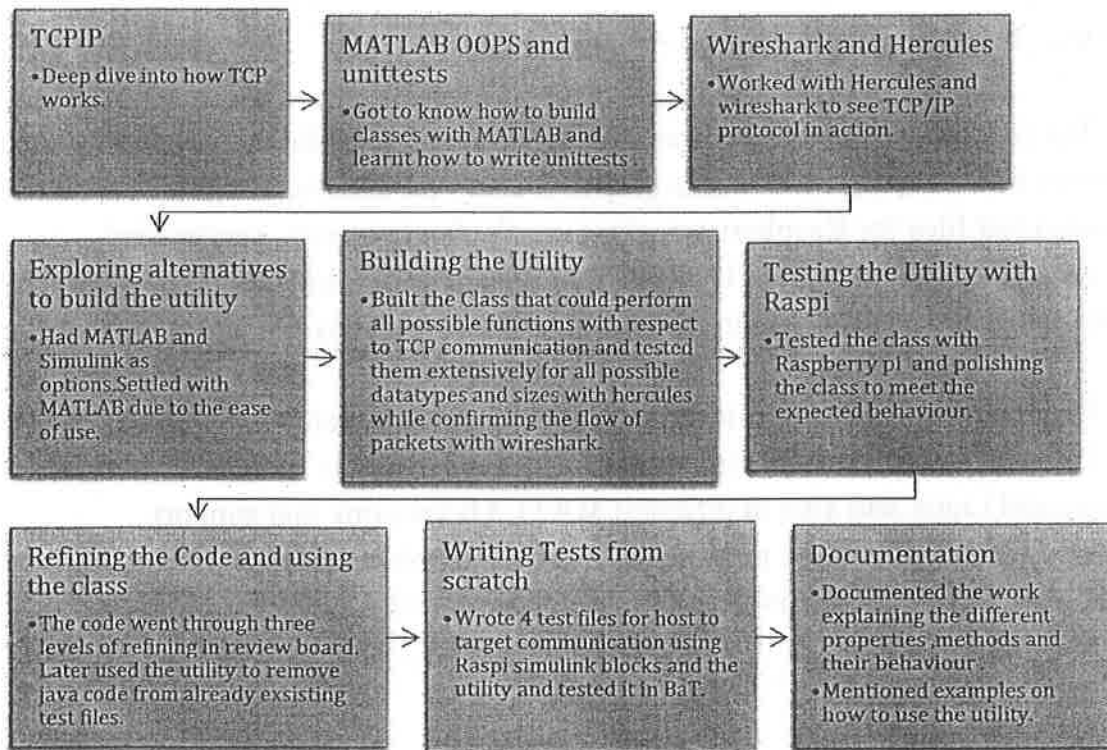 TCPIP
•Deep dive into how TCP
works.
MATLAB OOPS and
unittests
•Got to know how to build
classes with MATLAB and
learnt how to write unittests .
Wireshark and Hercules
•Worked with Hercules and
wireshark to see TCP/IP
protocol in action.
Exploring alternatives
to build the utility
•Had MATLAB and
Simulink as
options.Settled with
MATLAB due to the ease
of use.
Building the Utility
•Built the Class that could perform
all possible functions with respect
to TCP communication and tested
them extensively for all possible
datatypes and sizes with hercules
while confirming the flow of
packets with wireshark.
Testing the Utility with
Raspi
•Tested the class with
Raspberry pi and polishing
the class to meet the
expected behaviour.
Refining the Code and using
the class
•The code went through three
levels of refining in review board.
Later used the utility to remove
java code from already exsisting
test files.
Writing Tests from
scratch
•Wrote 4 test files for host to
target communication using
Raspi simulink blocks and the
utility and tested it in BaT.
Documentation
•Documented the work
explaining the different
properties ,methods and
their behaviour .
•Mentioned examples on
how to use the utility.